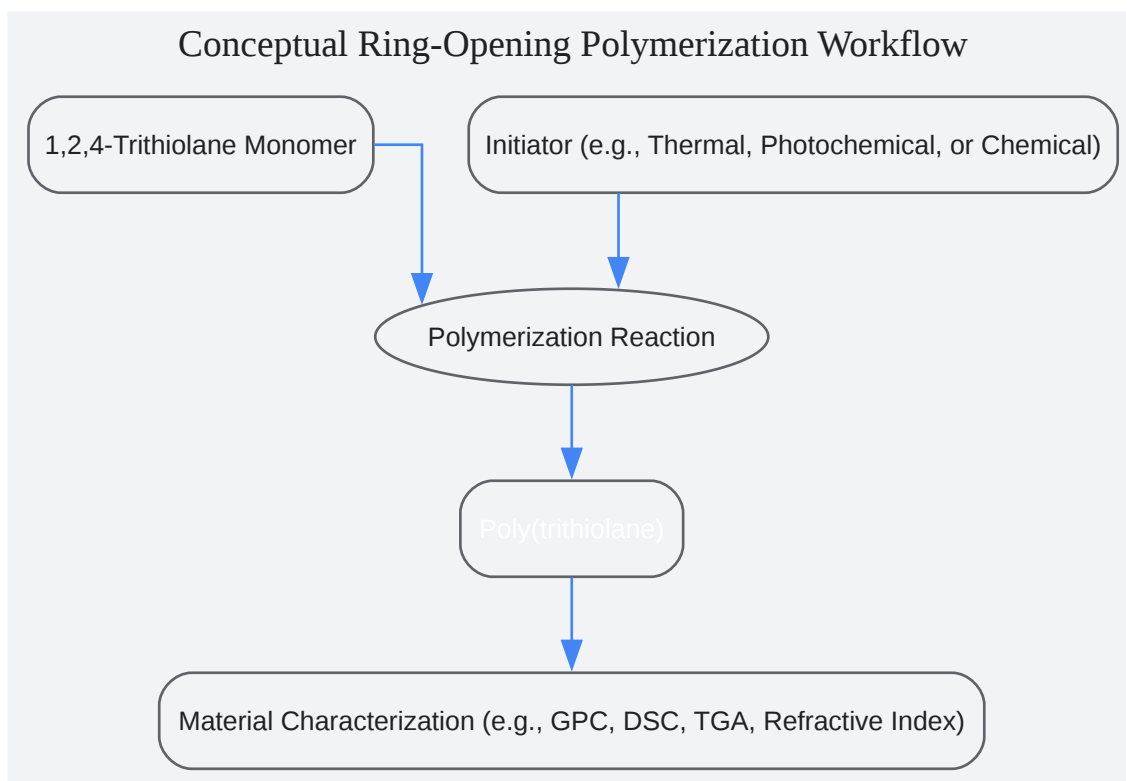 Conceptual Ring-Opening Polymerization Workflow
1,2,4-Trithiolane Monomer
Initiator (e.g., Thermal, Photochemical, or Chemical)
Polymerization Reaction
Poly(trithiolane)
Material Characterization (e.g., GPC, DSC, TGA, Refractive Index)